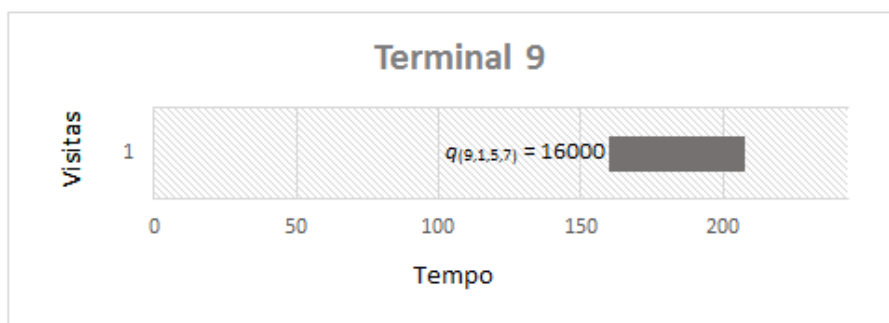 Terminal 9
Visitas
1
q(9,1,5,7) = 16000
0 50 100 150 200
Tempo